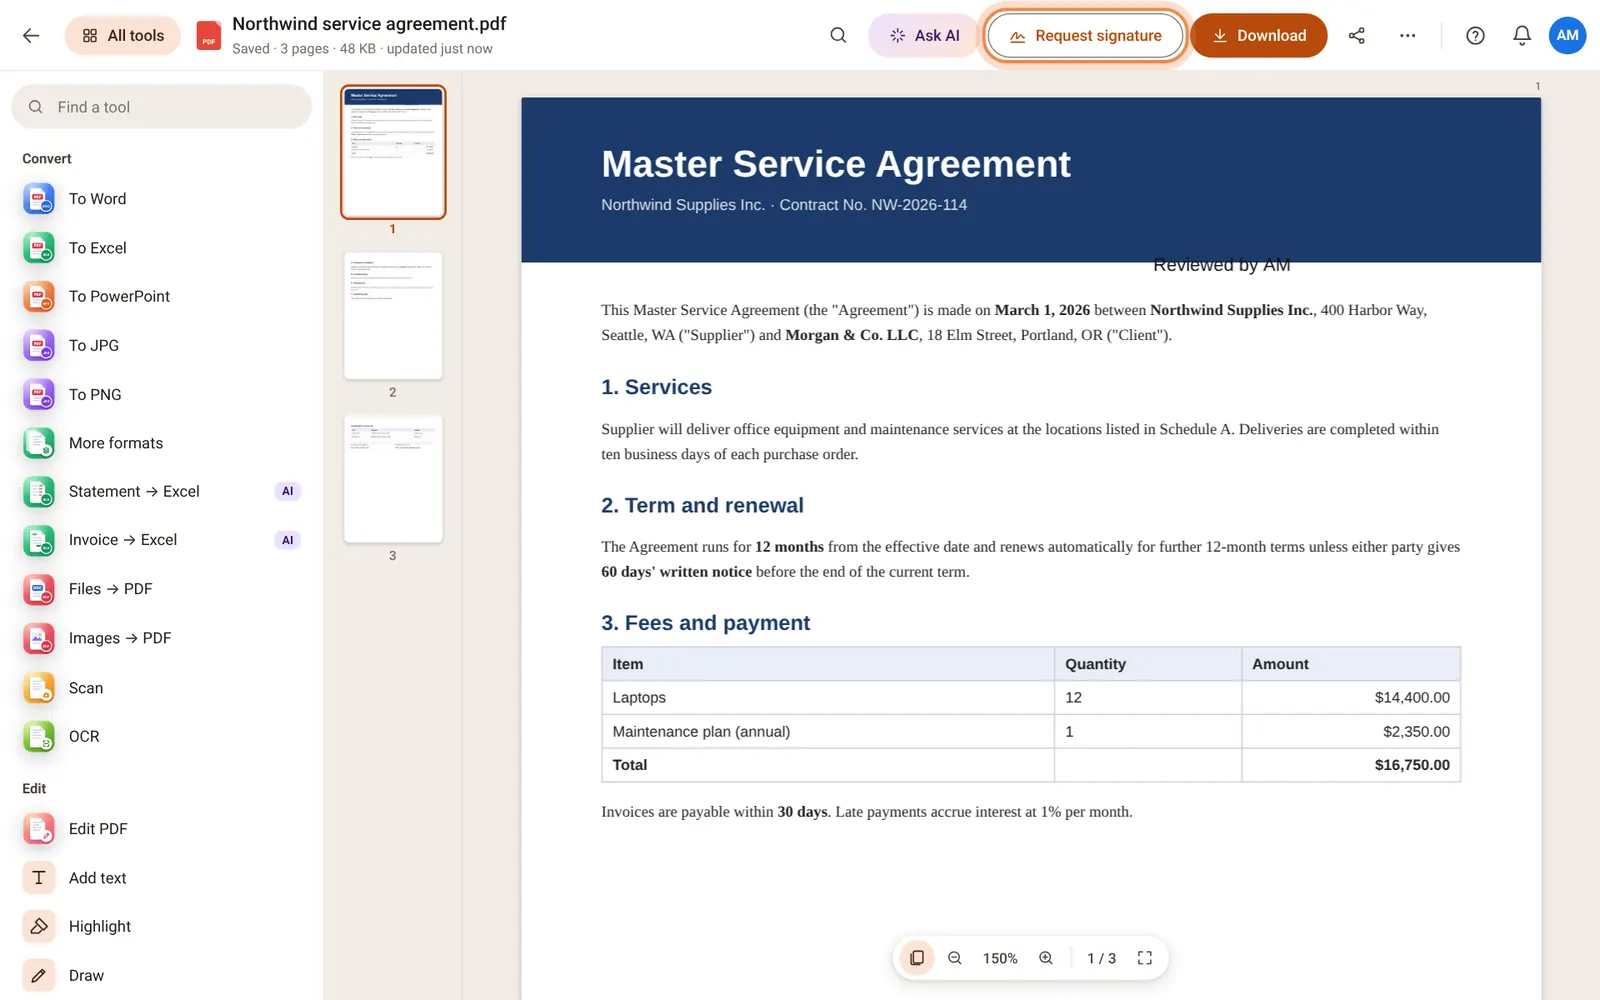 All tools
PDF
Northwind service agreement.pdf
Saved · 3 pages · 48 KB · updated just now
Ask AI
Request signature
Download
AM
Find a tool
Convert
To Word
To Excel
To PowerPoint
To JPG
To PNG
More formats
Statement → Excel AI
Invoice → Excel AI
Files → PDF
Images → PDF
Scan
OCR
Edit
Edit PDF
Add text
Highlight
Draw
Master Service Agreement
1
2
3
1
Master Service Agreement
Northwind Supplies Inc. · Contract No. NW-2026-114
Reviewed by AM
This Master Service Agreement (the "Agreement") is made on March 1, 2026 between Northwind Supplies Inc., 400 Harbor Way,
Seattle, WA ("Supplier") and Morgan & Co. LLC, 18 Elm Street, Portland, OR ("Client").
1. Services
Supplier will deliver office equipment and maintenance services at the locations listed in Schedule A. Deliveries are completed within
ten business days of each purchase order.
2. Term and renewal
The Agreement runs for 12 months from the effective date and renews automatically for further 12-month terms unless either party gives
60 days' written notice before the end of the current term.
3. Fees and payment
Item Quantity Amount
Laptops 12 $14,400.00
Maintenance plan (annual) 1 $2,350.00
Total $16,750.00
Invoices are payable within 30 days. Late payments accrue interest at 1% per month.
150% 1 / 3